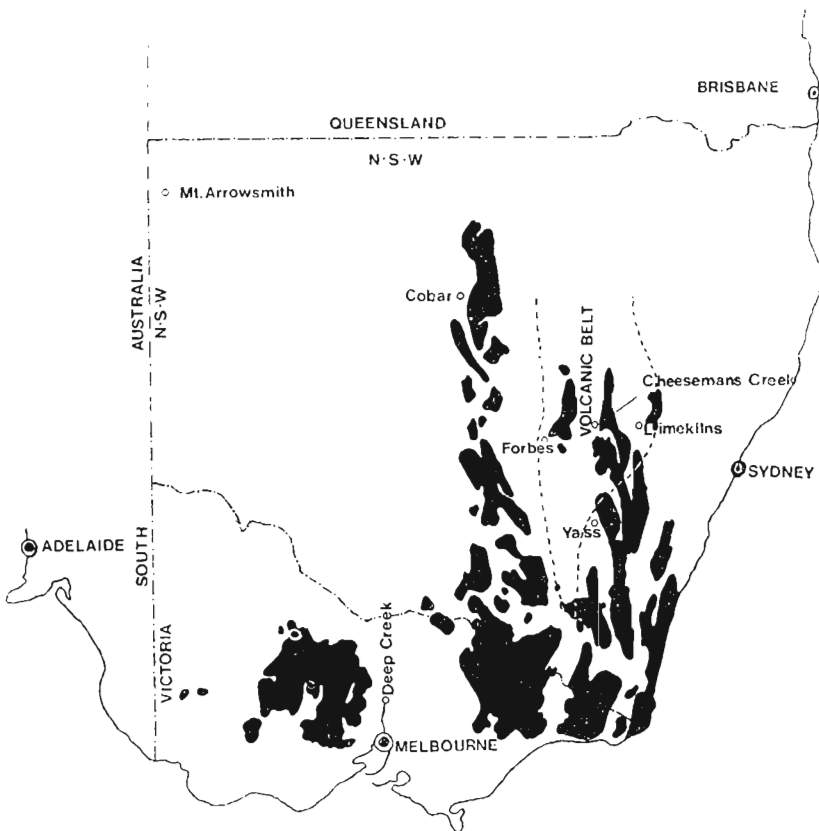 BRISBANE
QUEENSLAND
N·S·W
Mt. Arrowsmith
AUSTRALIA
N·S·W
Cobar
VOLCANIC BELT
Cheesemans Creek
Forbes
Limekilns
SYDNEY
Yass
ADELAIDE
SOUTH
VICTORIA
Deep Creek
MELBOURNE